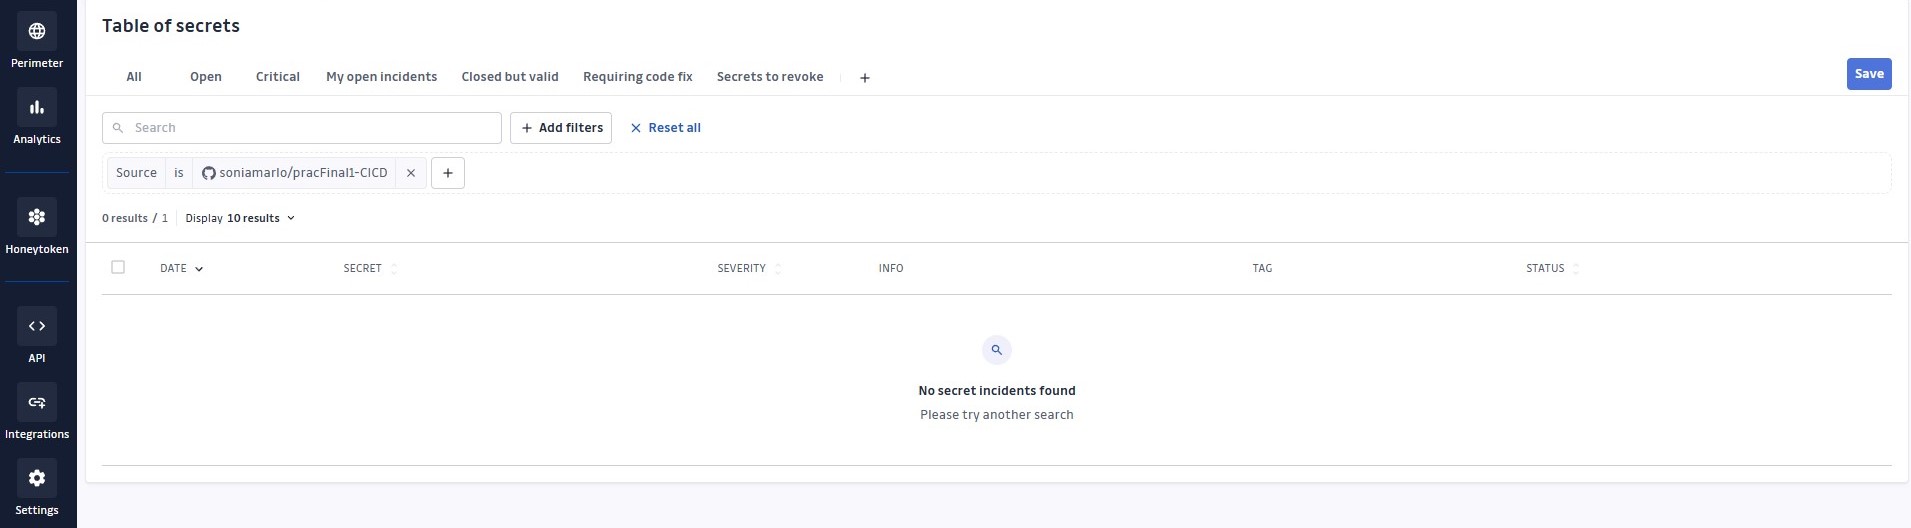 Table of secrets
Perimeter
All Open Critical My open incidents Closed but valid Requiring code fix Secrets to revoke + Save
Analytics
Search + Add filters Reset all
Source is soniamarlo/pracFinal1-CICD × +
0 results / 1 Display 10 results
Honeytoken
DATE SECRET SEVERITY INFO TAG STATUS
API
No secret incidents found
Please try another search
Integrations
Settings